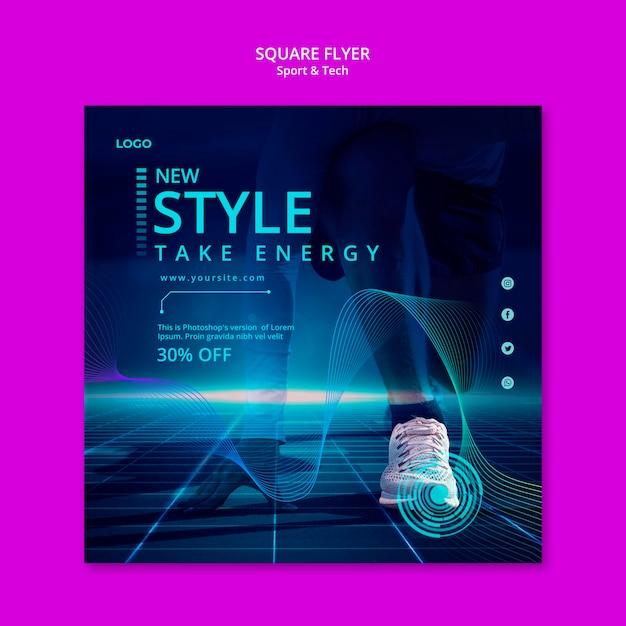 SQUARE FLYER
Sport & Tech
LOGO
NEW
STYLE
TAKE ENERGY
www.yoursite.com
This is Photoshop's version of Lorem
Ipsum. Proin gravida nibh vel velit
30% OFF